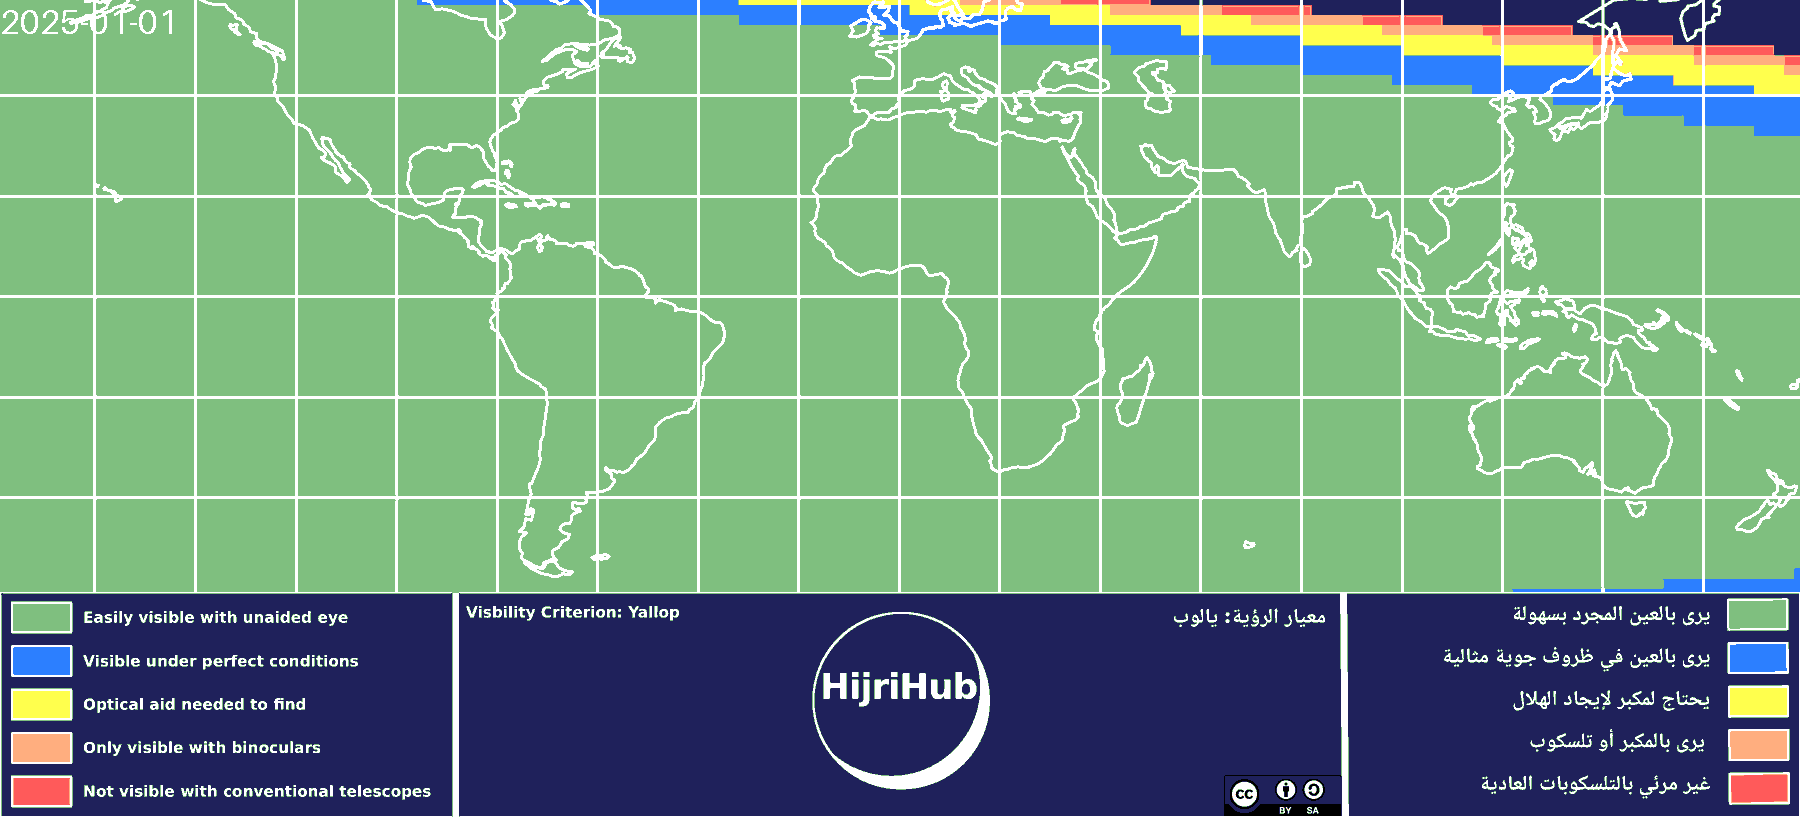 2025-01-01
Easily visible with unaided eye
Visible under perfect conditions
Optical aid needed to find
Only visible with binoculars
Not visible with conventional telescopes
Visbility Criterion: Yallop
معيار الرؤية: يالوب
HijriHub
cc
BY SA
يرى بالعين المجرد بسهولة
يرى بالعين في ظروف جوية مثالية
يحتاج لمكبر لإيجاد الهلال
يرى بالمكبر أو تلسكوب
غير مرئي بالتلسكوبات العادية